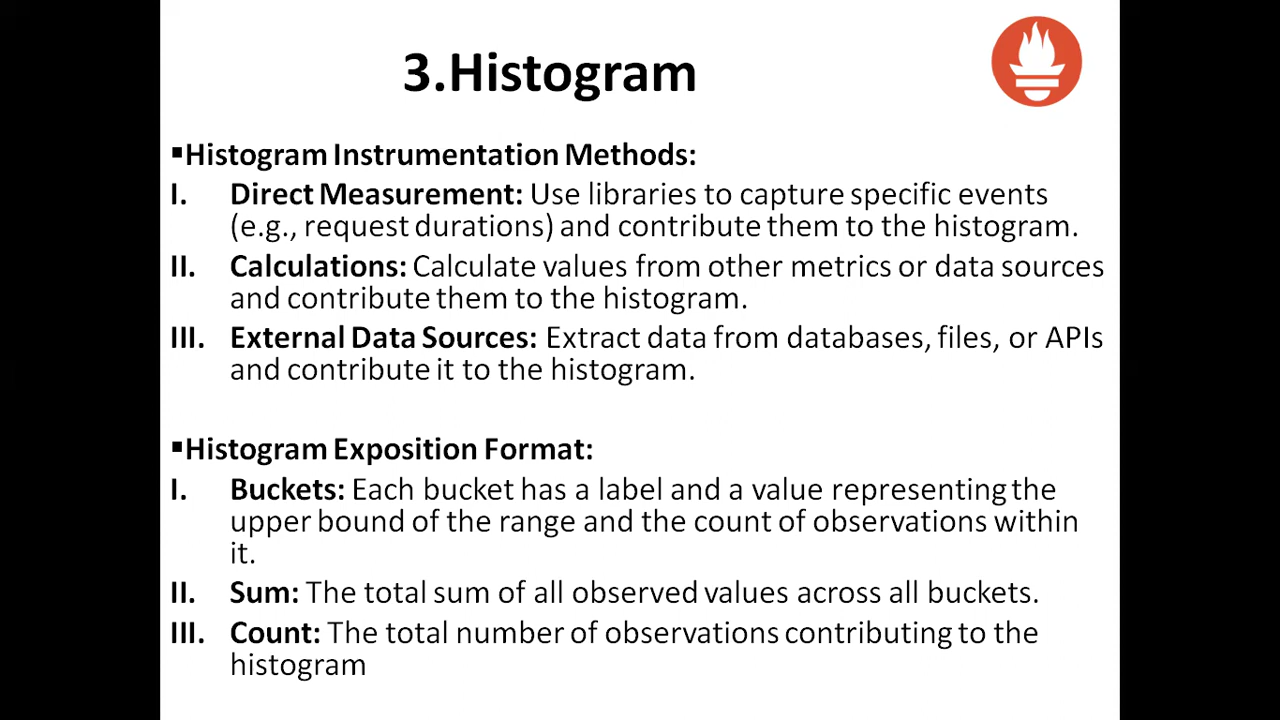 3.Histogram
▪Histogram Instrumentation Methods:
I. Direct Measurement: Use libraries to capture specific events
(e.g., request durations) and contribute them to the histogram.
II. Calculations: Calculate values from other metrics or data sources
and contribute them to the histogram.
III. External Data Sources: Extract data from databases, files, or APIs
and contribute it to the histogram.
▪Histogram Exposition Format:
I. Buckets: Each bucket has a label and a value representing the
upper bound of the range and the count of observations within
it.
II. Sum: The total sum of all observed values across all buckets.
III. Count: The total number of observations contributing to the
histogram